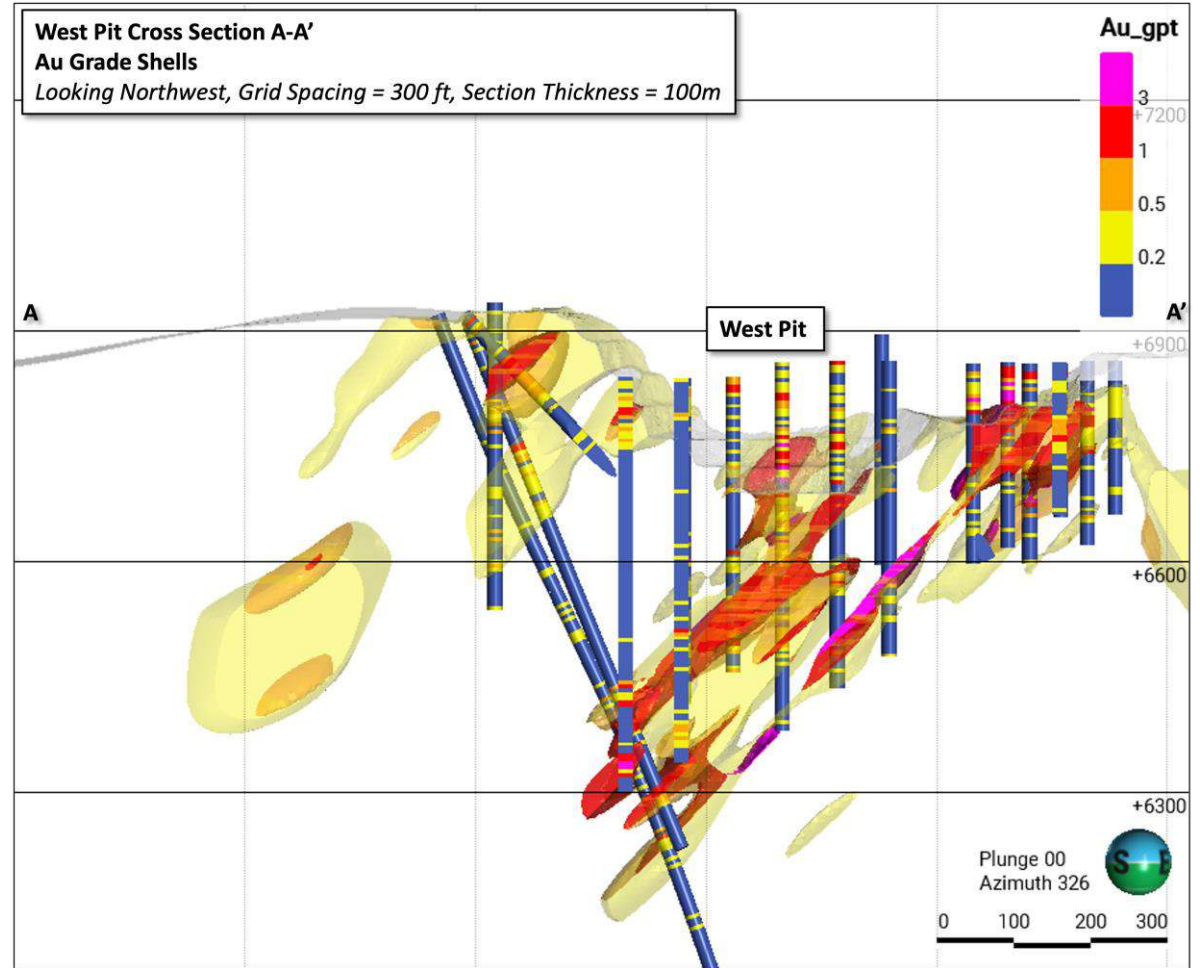 West Pit Cross Section A-A’
Au Grade Shells
Looking Northwest, Grid Spacing = 300 ft, Section Thickness = 100m
Au_gpt
3
+7200
1
0.5
0.2
A
A’
West Pit
+6900
+6600
+6300
Plunge 00
Azimuth 326
S E
0 100 200 300